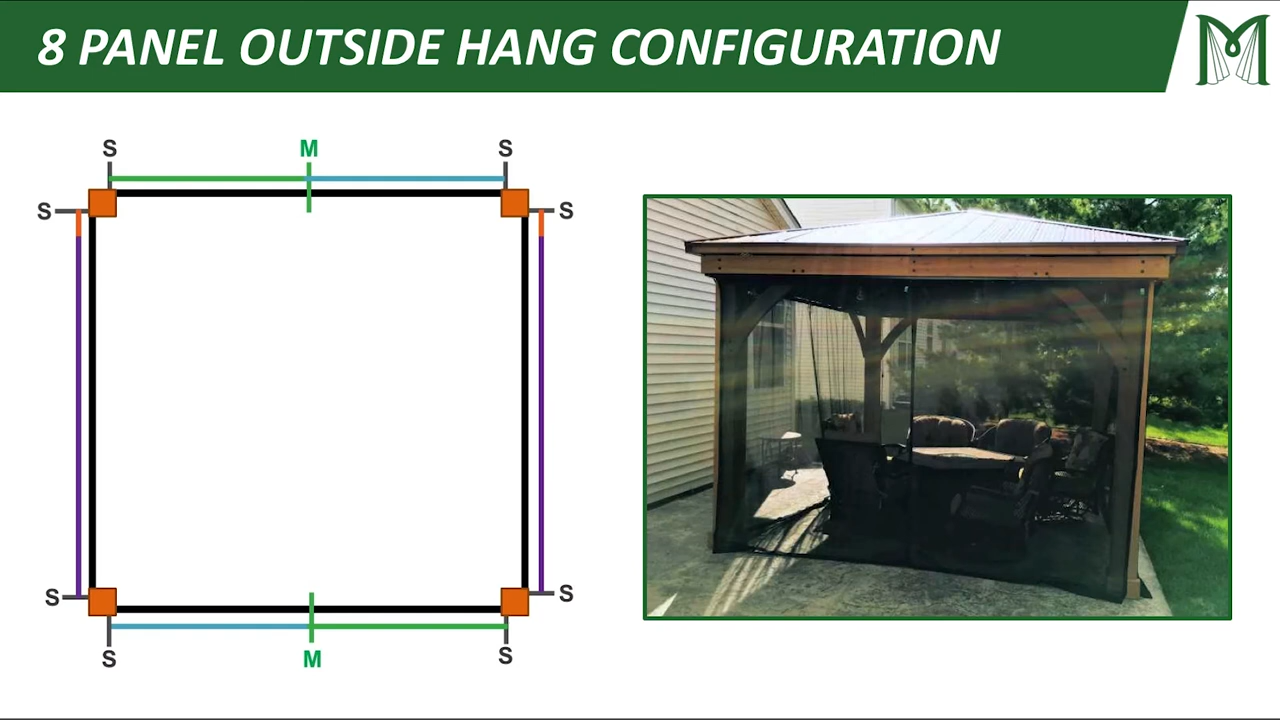 8 PANEL OUTSIDE HANG CONFIGURATION
M
S M S
S S
S S
S M S